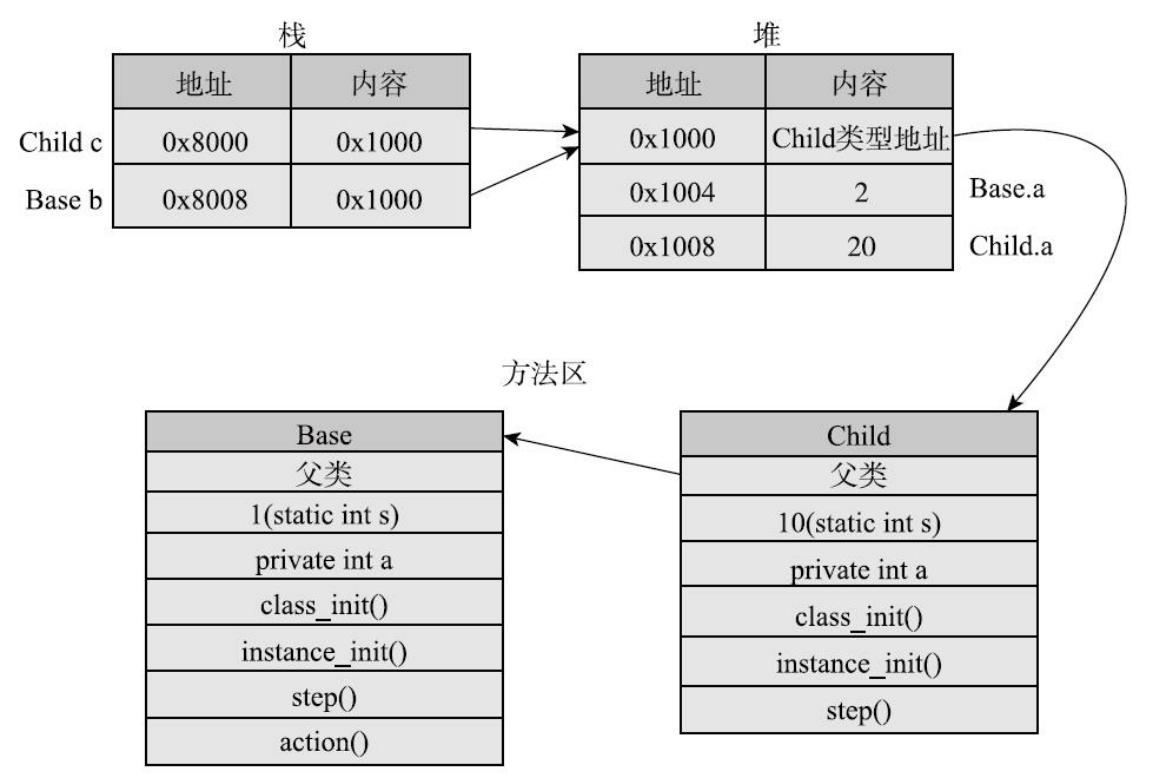 栈
地址 内容
Child c 0x8000 0x1000
Base b 0x8008 0x1000
堆
地址 内容
0x1000 Child类型地址
0x1004 2 Base.a
0x1008 20 Child.a
方法区
Base
父类
1(static int s)
private int a
class_init()
instance_init()
step()
action()
Child
父类
10(static int s)
private int a
class_init()
instance_init()
step()